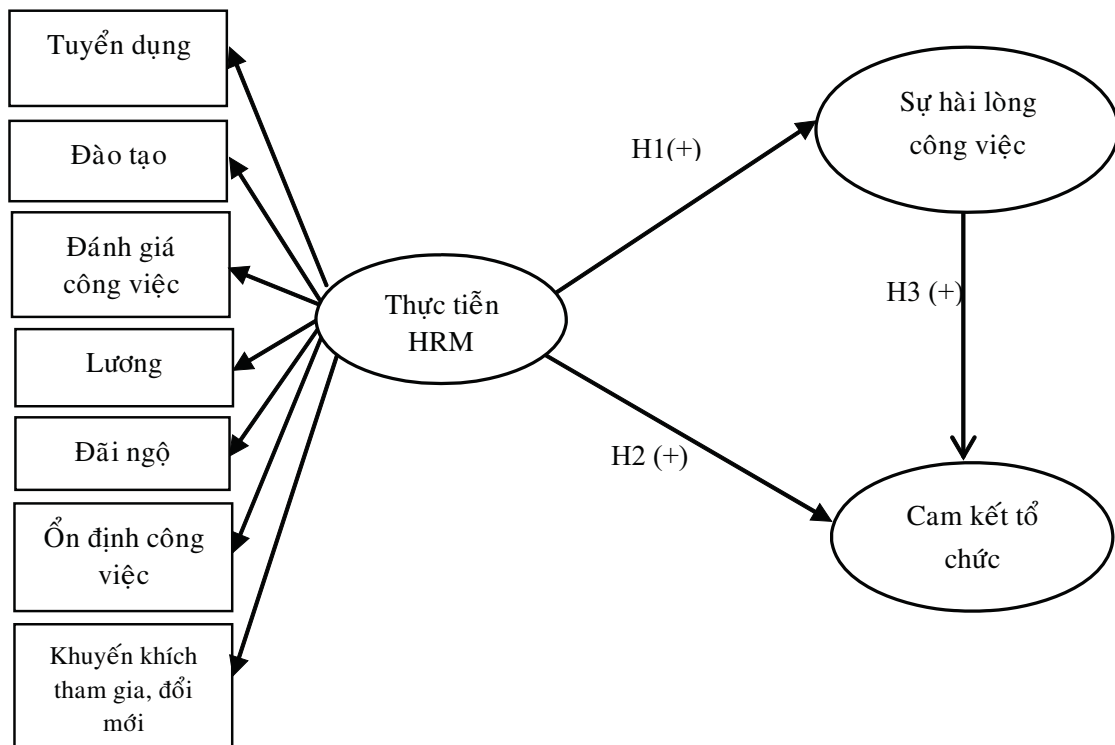 Tuyển dụng
Đào tạo
Đánh giá
công việc
Lương
Đãi ngộ
Ổn định công
việc
Khuyến khích
tham gia, đổi
mới
Thực tiễn
HRM
H1(+)
H2 (+)
Sự hài lòng
công việc
H3 (+)
Cam kết tổ
chức